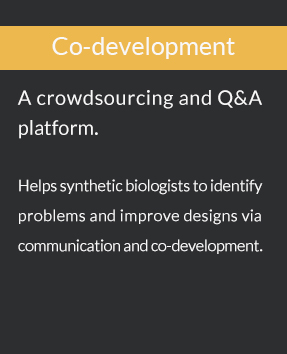 Co-development
A crowdsourcing and Q&A
platform.
Helps synthetic biologists to identify
problems and improve designs via
communication and co-development.